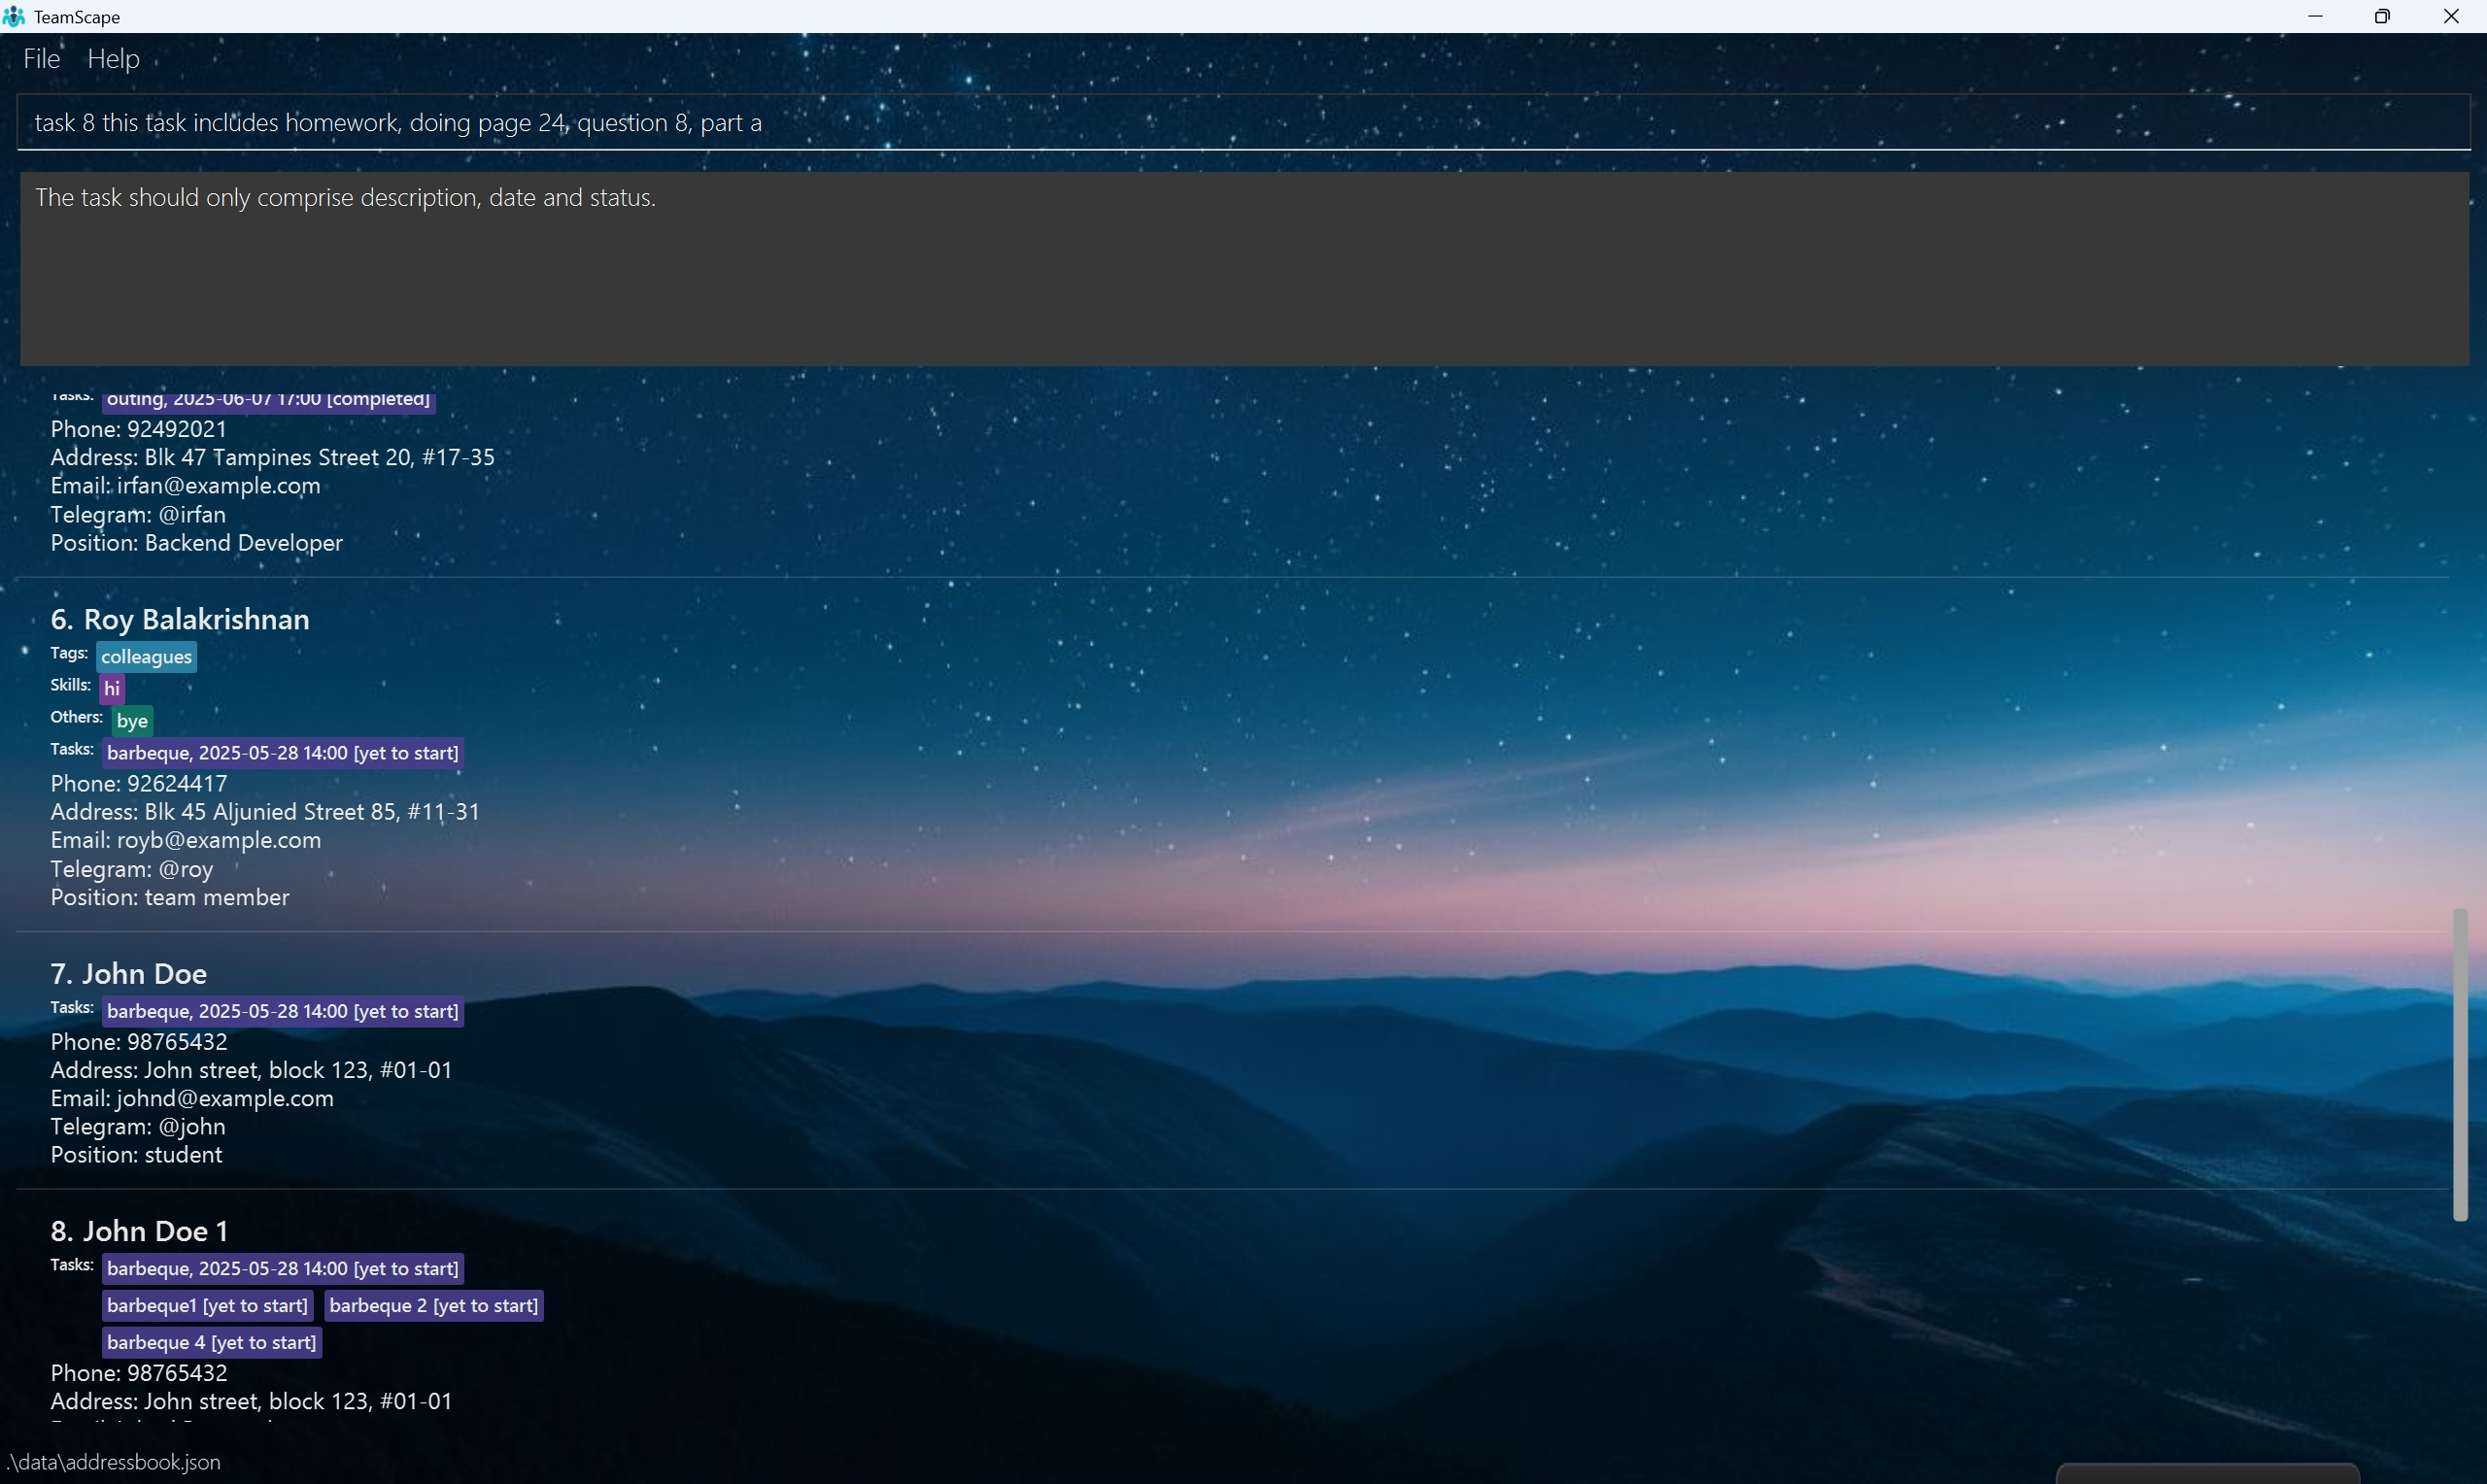 TeamScape
File Help
task 8 this task includes homework, doing page 24, question 8, part a
The task should only comprise description, date and status.
Tasks: outing, 2025-06-07 17:00 [completed]
Phone: 92492021
Address: Blk 47 Tampines Street 20, #17-35
Email: irfan@example.com
Telegram: @irfan
Position: Backend Developer
6. Roy Balakrishnan
Tags: colleagues
Skills: hi
Others: bye
Tasks: barbeque, 2025-05-28 14:00 [yet to start]
Phone: 92624417
Address: Blk 45 Aljunied Street 85, #11-31
Email: royb@example.com
Telegram: @roy
Position: team member
7. John Doe
Tasks: barbeque, 2025-05-28 14:00 [yet to start]
Phone: 98765432
Address: John street, block 123, #01-01
Email: johnd@example.com
Telegram: @john
Position: student
8. John Doe 1
Tasks: barbeque, 2025-05-28 14:00 [yet to start]
barbeque1 [yet to start] barbeque 2 [yet to start]
barbeque 4 [yet to start]
Phone: 98765432
Address: John street, block 123, #01-01
.\data\addressbook.json